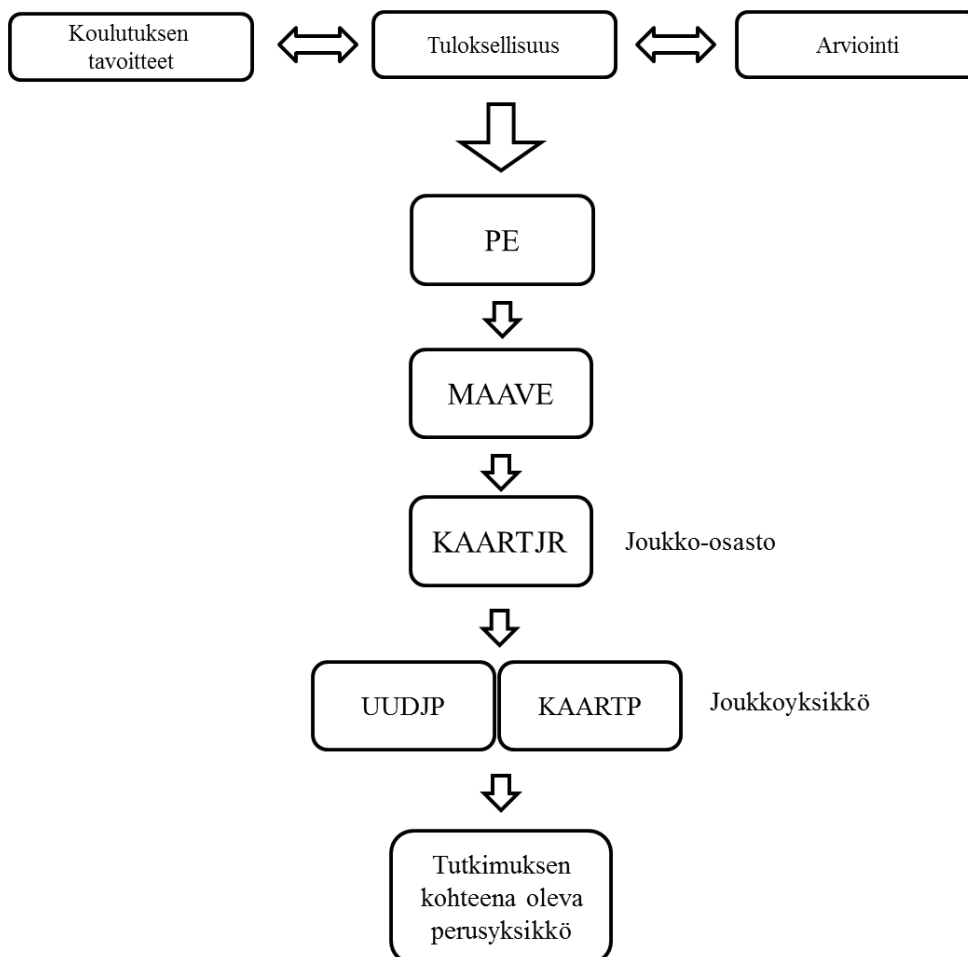 Koulutuksen
tavoitteet
Tuloksellisuus
Arviointi
PE
MAAVE
KAARTJR
Joukko-osasto
UUDJP
KAARTP
Joukkoyksikkö
Tutkimuksen
kohteena oleva
perusyksikkö